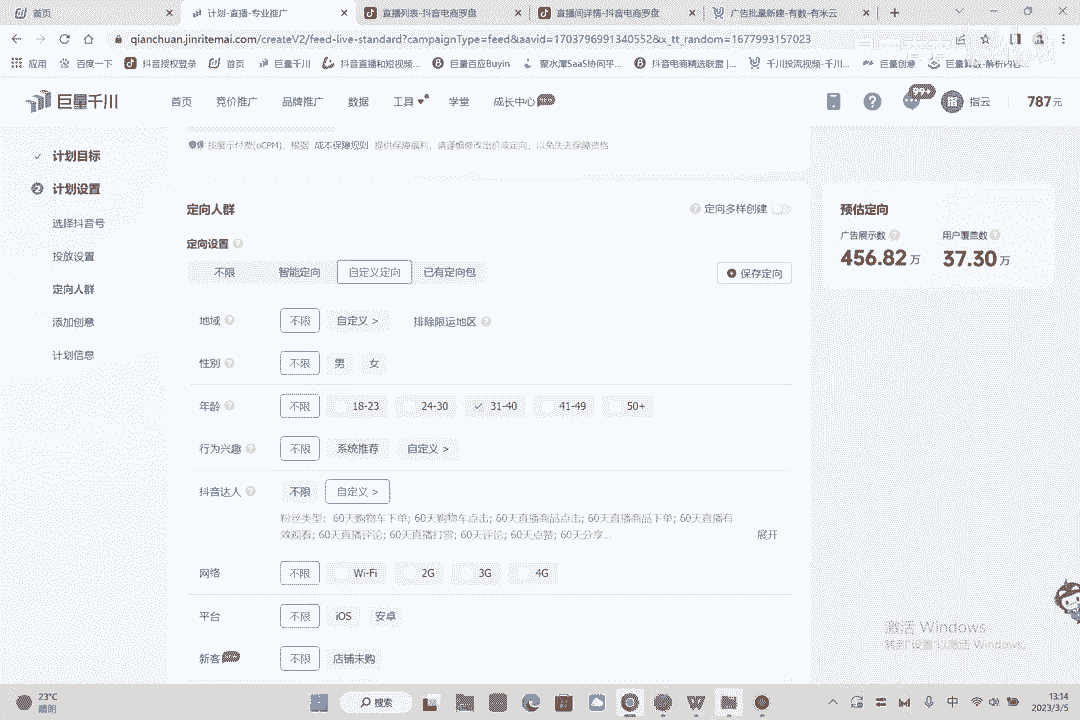 首页
计划-直播-专业推广
直播列表-抖音电商罗盘
直播间详情-抖音电商罗盘
广告批量新建-有数-有米云
qianchuan.jinritemai.com/createV2/feed-live-standard?campaignType=feed&aavid=1703796991340552&x_tt_random=1677993157023
应用 百度一下 抖音授权登录 首页 巨量千川 抖音直播和短视频... 巨量百应Buyin 聚水潭SaaS协同平... 抖音电商精选联盟 |... 千川投流视频-千川... 巨量创意
巨量千川 首页 竞价推广 品牌推广 数据 工具 学堂 成长中心 99+ 指 指云 787元
按展示付费(oCPM)，根据 成本保障规则 提供保障福利，请谨慎修改出价或定向，以免失去保障资格
计划目标
2 计划设置
选择抖音号
投放设置
定向人群
添加创意
计划信息
定向人群 定向多样创建
定向设置
不限 智能定向 自定义定向 已有定向包 保存定向
地域 不限 自定义 > 排除限运地区
性别 不限 男 女
年龄 不限 18-23 24-30 31-40 41-49 50+
行为兴趣 不限 系统推荐 自定义 >
抖音达人 不限 自定义 >
粉丝类型：60天购物车下单; 60天购物车点击; 60天直播商品点击; 60天直播商品下单; 60天直播有
效观看; 60天直播评论; 60天直播打赏; 60天评论; 60天点赞; 60天分享... 展开
网络 不限 Wi-Fi 2G 3G 4G
平台 不限 iOS 安卓
新客 不限 店铺未购
预估定向
广告展示数 用户覆盖数
456.82万 37.30万
激活 Windows
转到"设置"以激活 Windows。
23°C
晴朗
搜索
中
13:14
2023/3/5